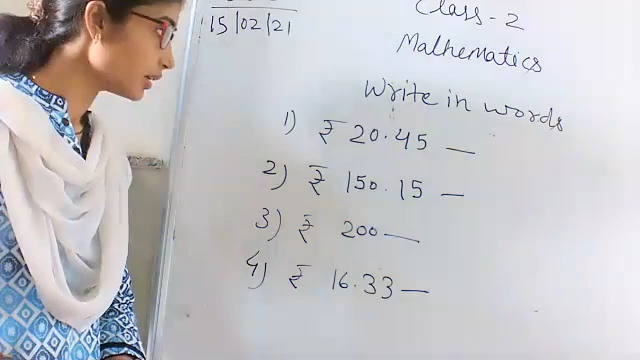 15/02/21
Class-2
Mathematics
Write in words
1) ₹ 20.45 —
2) ₹ 150.15 —
3) ₹ 200 —
4) ₹ 16.33 —